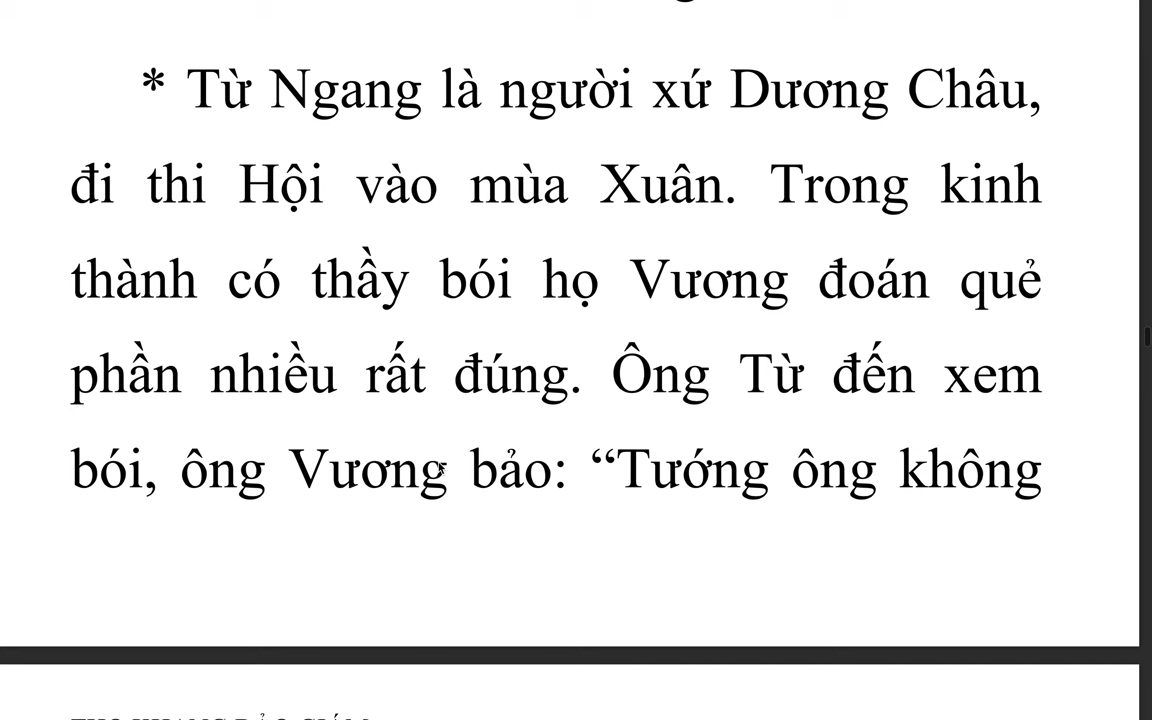 * Từ Ngang là người xứ Dương Châu,
đi thi Hội vào mùa Xuân. Trong kinh
thành có thầy bói họ Vương đoán quẻ
phần nhiều rất đúng. Ông Từ đến xem
bói, ông Vương bảo: “Tướng ông không